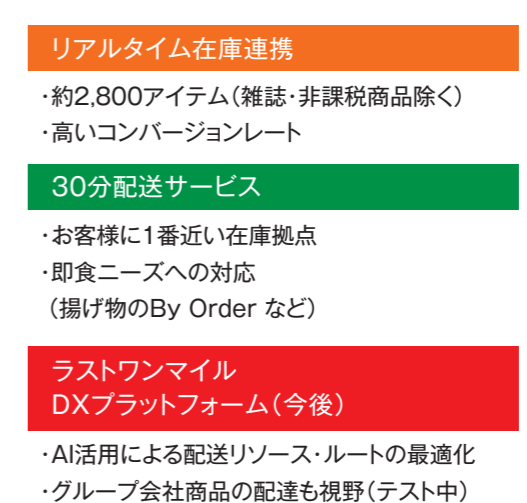 リアルタイム在庫連携
・約2,800アイテム（雑誌・非課税商品除く）
・高いコンバージョンレート
30分配送サービス
・お客様に1番近い在庫拠点
・即食ニーズへの対応
（揚げ物のBy Order など）
ラストワンマイル
DXプラットフォーム（今後）
・AI活用による配送リソース・ルートの最適化
・グループ会社商品の配達も視野（テスト中）